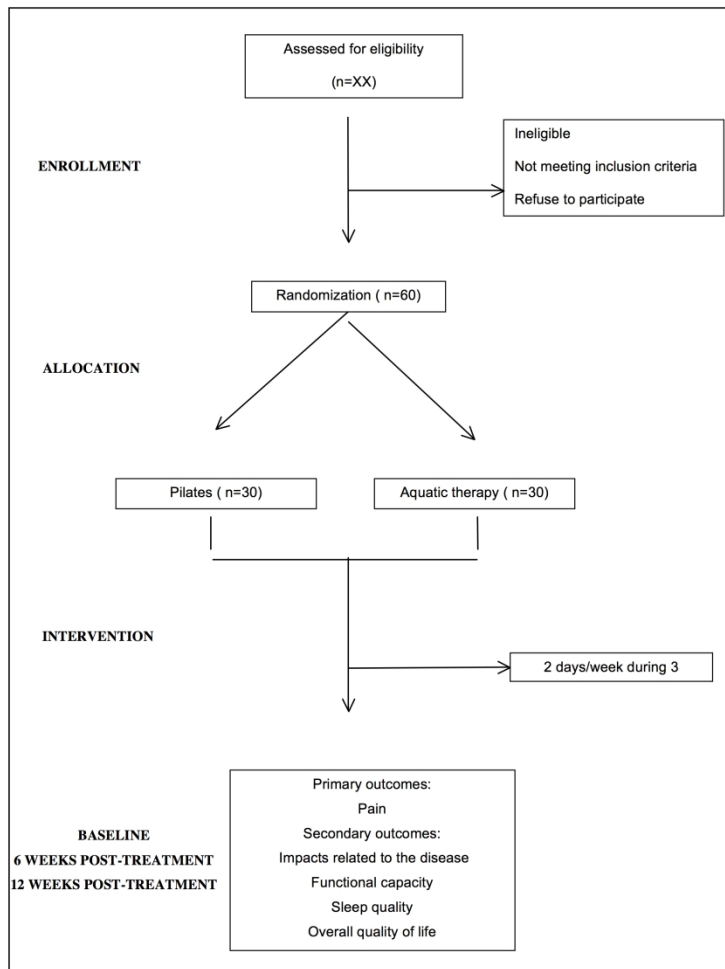 Assessed for eligibility
(n=XX)
Ineligible
ENROLLMENT
Not meeting inclusion criteria
Refuse to participate
Randomization ( n=60)
ALLOCATION
Pilates ( n=30)
Aquatic therapy ( n=30)
INTERVENTION
2 days/week during 3
Primary outcomes:
Pain
BASELINE
Secondary outcomes:
6 WEEKS POST-TREATMENT
Impacts related to the disease
12 WEEKS POST-TREATMENT
Functional capacity
Sleep quality
Overall quality of life